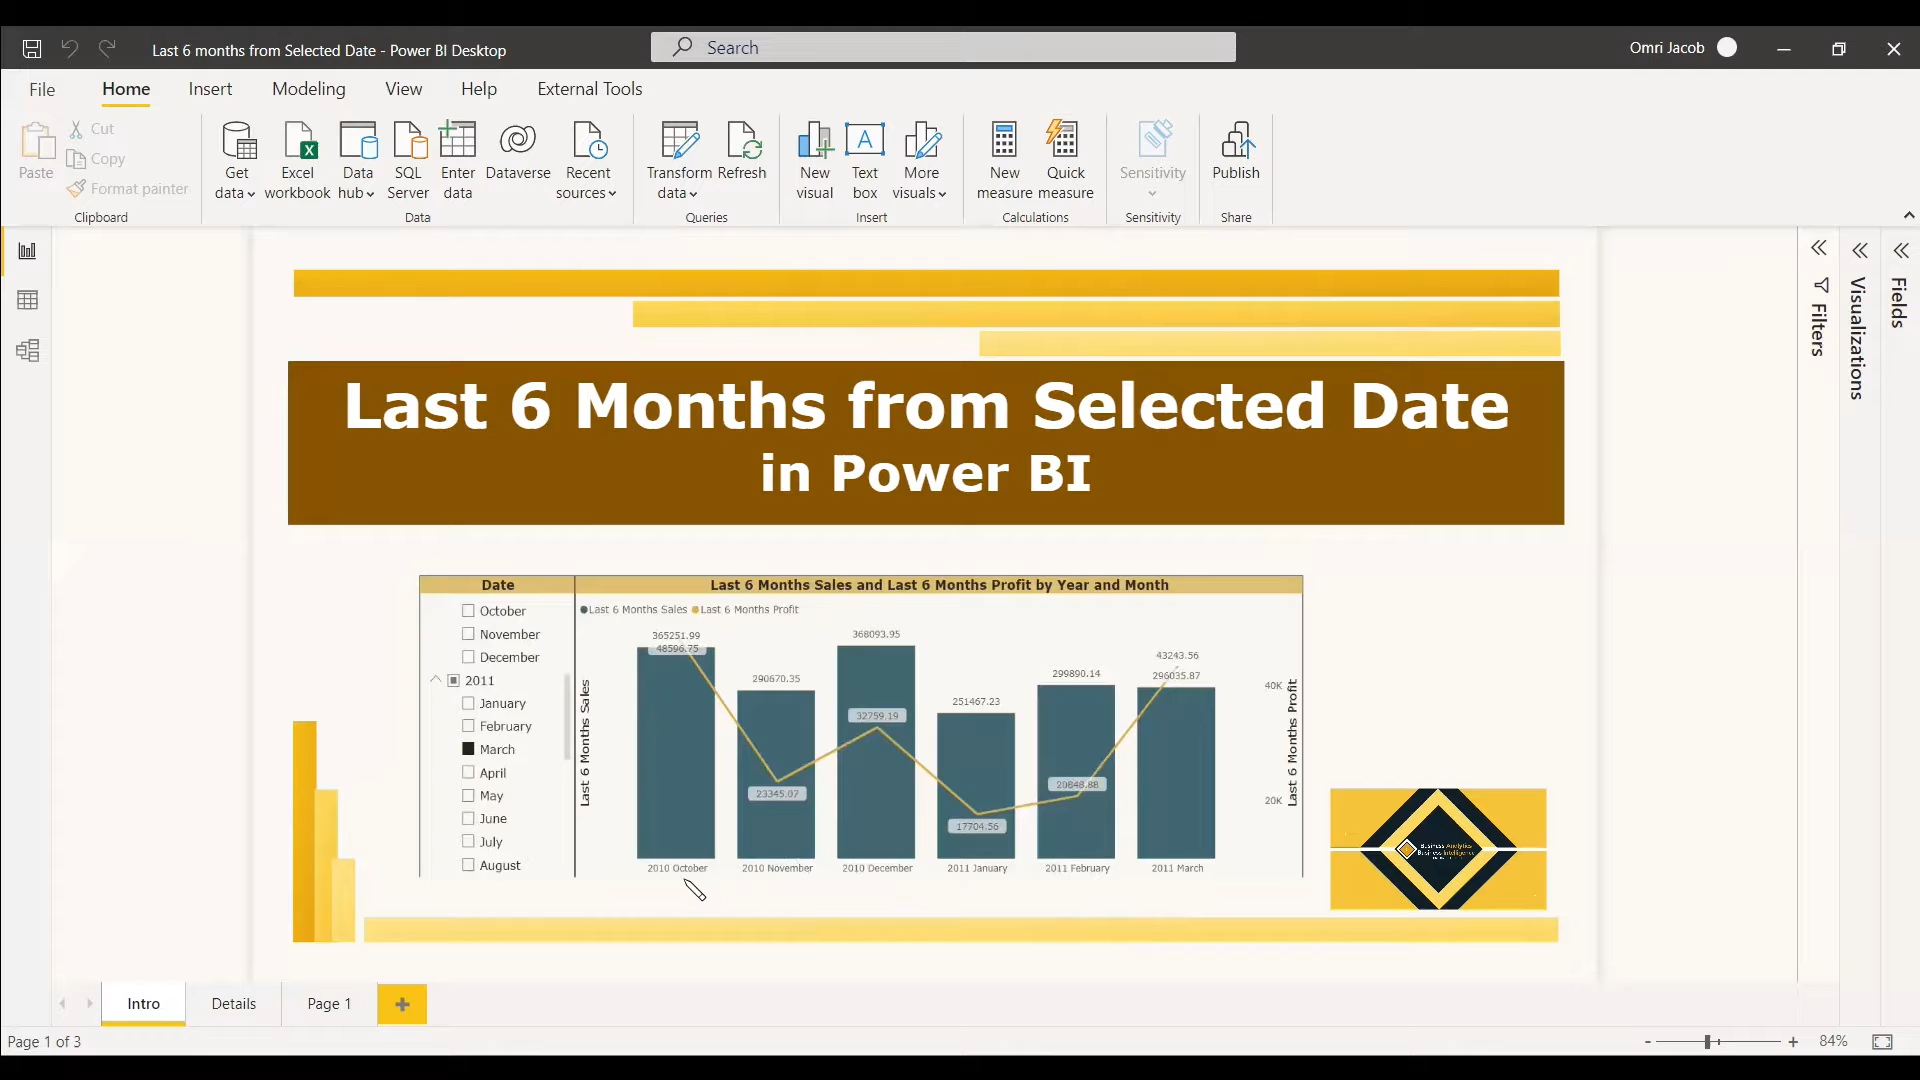 Last 6 months from Selected Date - Power BI Desktop
Search
Omri Jacob
File
Home
Insert
Modeling
View
Help
External Tools
Paste
Cut
Copy
Format painter
Clipboard
Get data
Excel workbook
Data hub
SQL Server
Enter data
Dataverse
Recent sources
Data
Transform data
Refresh
Queries
New visual
Text box
More visuals
Insert
New measure
Quick measure
Calculations
Sensitivity
Sensitivity
Publish
Share
Filters
Visualizations
Fields
Last 6 Months from Selected Date
in Power BI
Date
October
November
December
2011
January
February
March
April
May
June
July
August
Last 6 Months Sales and Last 6 Months Profit by Year and Month
Last 6 Months Sales
Last 6 Months Profit
Last 6 Months Sales
365251.99
48596.75
290670.35
23345.07
368093.95
32759.19
251467.23
17704.56
299890.14
20848.88
43243.56
296035.87
40K
20K
Last 6 Months Profit
2010 October
2010 November
2010 December
2011 January
2011 February
2011 March
Business Analytics
Business Intelligence
Intro
Details
Page 1
Page 1 of 3
84%